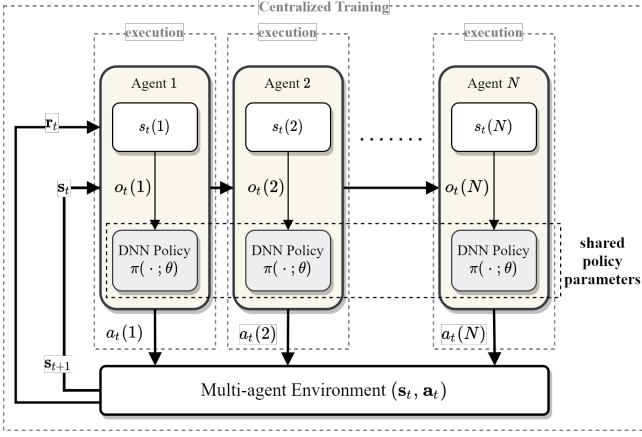 Centralized Training
execution execution execution
Agent 1 Agent 2 Agent N
s_t(1) s_t(2) . . . . . . . s_t(N)
r_t
s_t o_t(1) o_t(2) o_t(N)
DNN Policy DNN Policy DNN Policy
π( · ; θ) π( · ; θ) π( · ; θ)
shared
policy
parameters
a_t(1) a_t(2) a_t(N)
s_{t+1}
Multi-agent Environment (s_t, a_t)